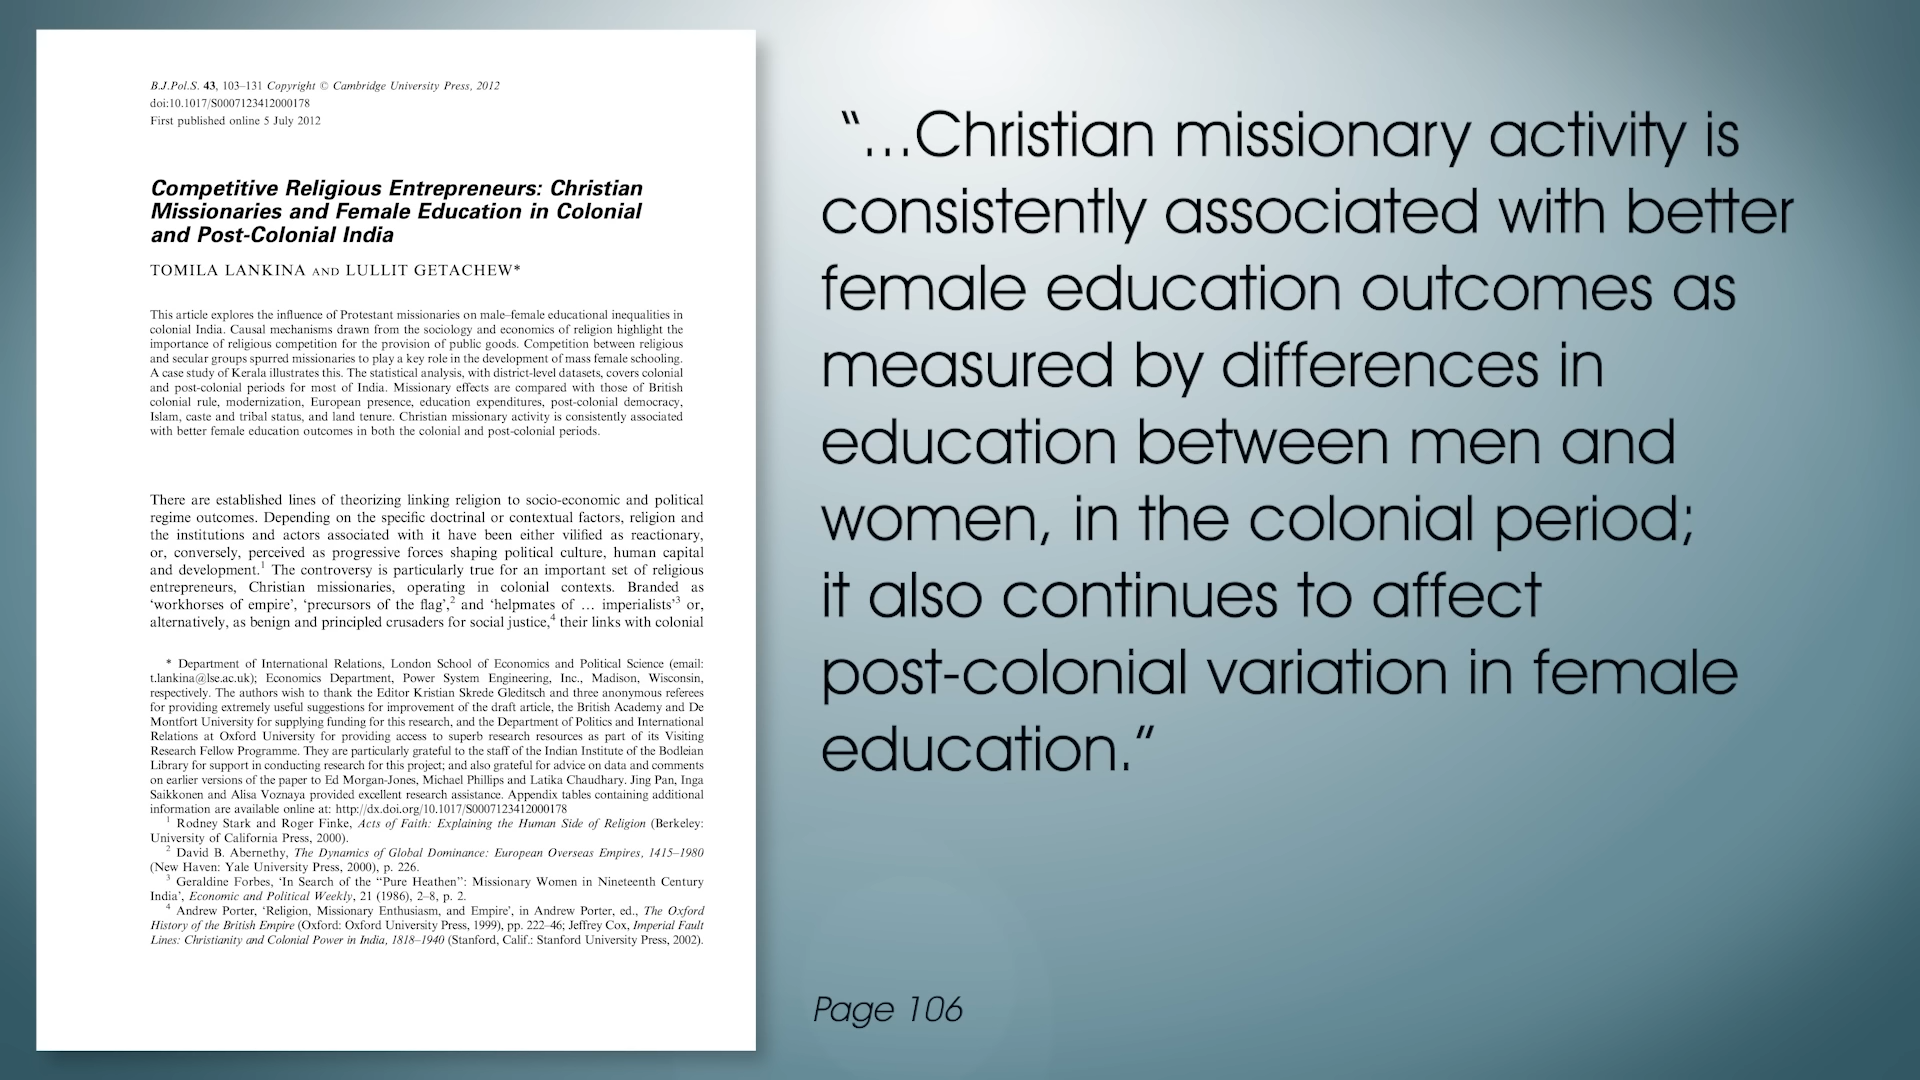 B.J.Pol.S. 43, 103–131 Copyright © Cambridge University Press, 2012
doi:10.1017/S0007123412000178
First published online 5 July 2012
Competitive Religious Entrepreneurs: Christian
Missionaries and Female Education in Colonial
and Post-Colonial India
TOMILA LANKINA AND LULLIT GETACHEW*
This article explores the influence of Protestant missionaries on male–female educational inequalities in
colonial India. Causal mechanisms drawn from the sociology and economics of religion highlight the
importance of religious competition for the provision of public goods. Competition between religious
and secular groups spurred missionaries to play a key role in the development of mass female schooling.
A case study of Kerala illustrates this. The statistical analysis, with district-level datasets, covers colonial
and post-colonial periods for most of India. Missionary effects are compared with those of British
colonial rule, modernization, European presence, education expenditures, post-colonial democracy,
Islam, caste and tribal status, and land tenure. Christian missionary activity is consistently associated
with better female education outcomes in both the colonial and post-colonial periods.
There are established lines of theorizing linking religion to socio-economic and political
regime outcomes. Depending on the specific doctrinal or contextual factors, religion and
the institutions and actors associated with it have been either vilified as reactionary,
or, conversely, perceived as progressive forces shaping political culture, human capital
and development.1 The controversy is particularly true for an important set of religious
entrepreneurs, Christian missionaries, operating in colonial contexts. Branded as
‘workhorses of empire’, ‘precursors of the flag’,2 and ‘helpmates of … imperialists’3 or,
alternatively, as benign and principled crusaders for social justice,4 their links with colonial
* Department of International Relations, London School of Economics and Political Science (email:
t.lankina@lse.ac.uk); Economics Department, Power System Engineering, Inc., Madison, Wisconsin,
respectively. The authors wish to thank the Editor Kristian Skrede Gleditsch and three anonymous referees
for providing extremely useful suggestions for improvement of the draft article, the British Academy and De
Montfort University for supplying funding for this research, and the Department of Politics and International
Relations at Oxford University for providing access to superb research resources as part of its Visiting
Research Fellow Programme. They are particularly grateful to the staff of the Indian Institute of the Bodleian
Library for support in conducting research for this project; and also grateful for advice on data and comments
on earlier versions of the paper to Ed Morgan-Jones, Michael Phillips and Latika Chaudhary. Jing Pan, Inga
Saikkonen and Alisa Voznaya provided excellent research assistance. Appendix tables containing additional
information are available online at: http://dx.doi.org/10.1017/S0007123412000178
1 Rodney Stark and Roger Finke, Acts of Faith: Explaining the Human Side of Religion (Berkeley:
University of California Press, 2000).
2 David B. Abernethy, The Dynamics of Global Dominance: European Overseas Empires, 1415–1980
(New Haven: Yale University Press, 2000), p. 226.
3 Geraldine Forbes, ‘In Search of the “Pure Heathen”: Missionary Women in Nineteenth Century
India’, Economic and Political Weekly, 21 (1986), 2–8, p. 2.
4 Andrew Porter, ‘Religion, Missionary Enthusiasm, and Empire’, in Andrew Porter, ed., The Oxford
History of the British Empire (Oxford: Oxford University Press, 1999), pp. 222–46; Jeffrey Cox, Imperial Fault
Lines: Christianity and Colonial Power in India, 1818–1940 (Stanford, Calif.: Stanford University Press, 2002).
“...Christian missionary activity is
consistently associated with better
female education outcomes as
measured by differences in
education between men and
women, in the colonial period;
it also continues to affect
post-colonial variation in female
education.”
Page 106